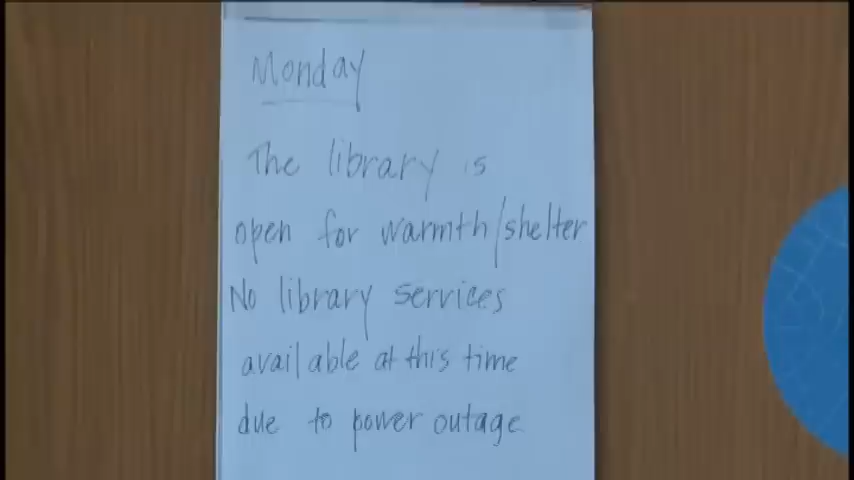 Monday
The library is
open for warmth/shelter
No library services
available at this time
due to power outage